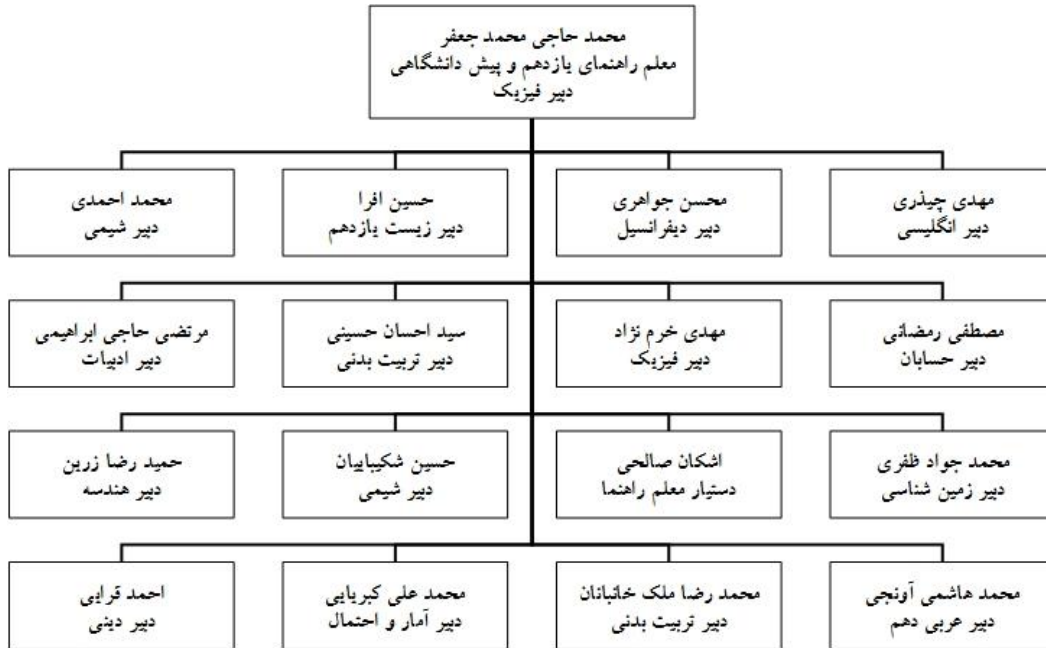 محمد حاجی محمد جعفر
معلم راهنمای یازدهم و پیش دانشگاهی
دبیر فیزیک
مهدی چیذری
دبیر انگلیسی
محسن جواهری
دبیر دیفرانسیل
حسین افرا
دبیر زیست یازدهم
محمد احمدی
دبیر شیمی
مصطفی رمضانی
دبیر حسابان
مهدی خرم نژاد
دبیر فیزیک
سید احسان حسینی
دبیر تربیت بدنی
مرتضی حاجی ابراهیمی
دبیر ادبیات
محمد جواد ظفری
دبیر زمین شناسی
اشکان صالحی
دستیار معلم راهنما
حسین شکیباییان
دبیر شیمی
حمید رضا زرین
دبیر هندسه
محمد هاشمی آونجی
دبیر عربی دهم
محمد رضا ملک خانبانان
دبیر تربیت بدنی
محمد علی کبریایی
دبیر آمار و احتمال
احمد قرایی
دبیر دینی